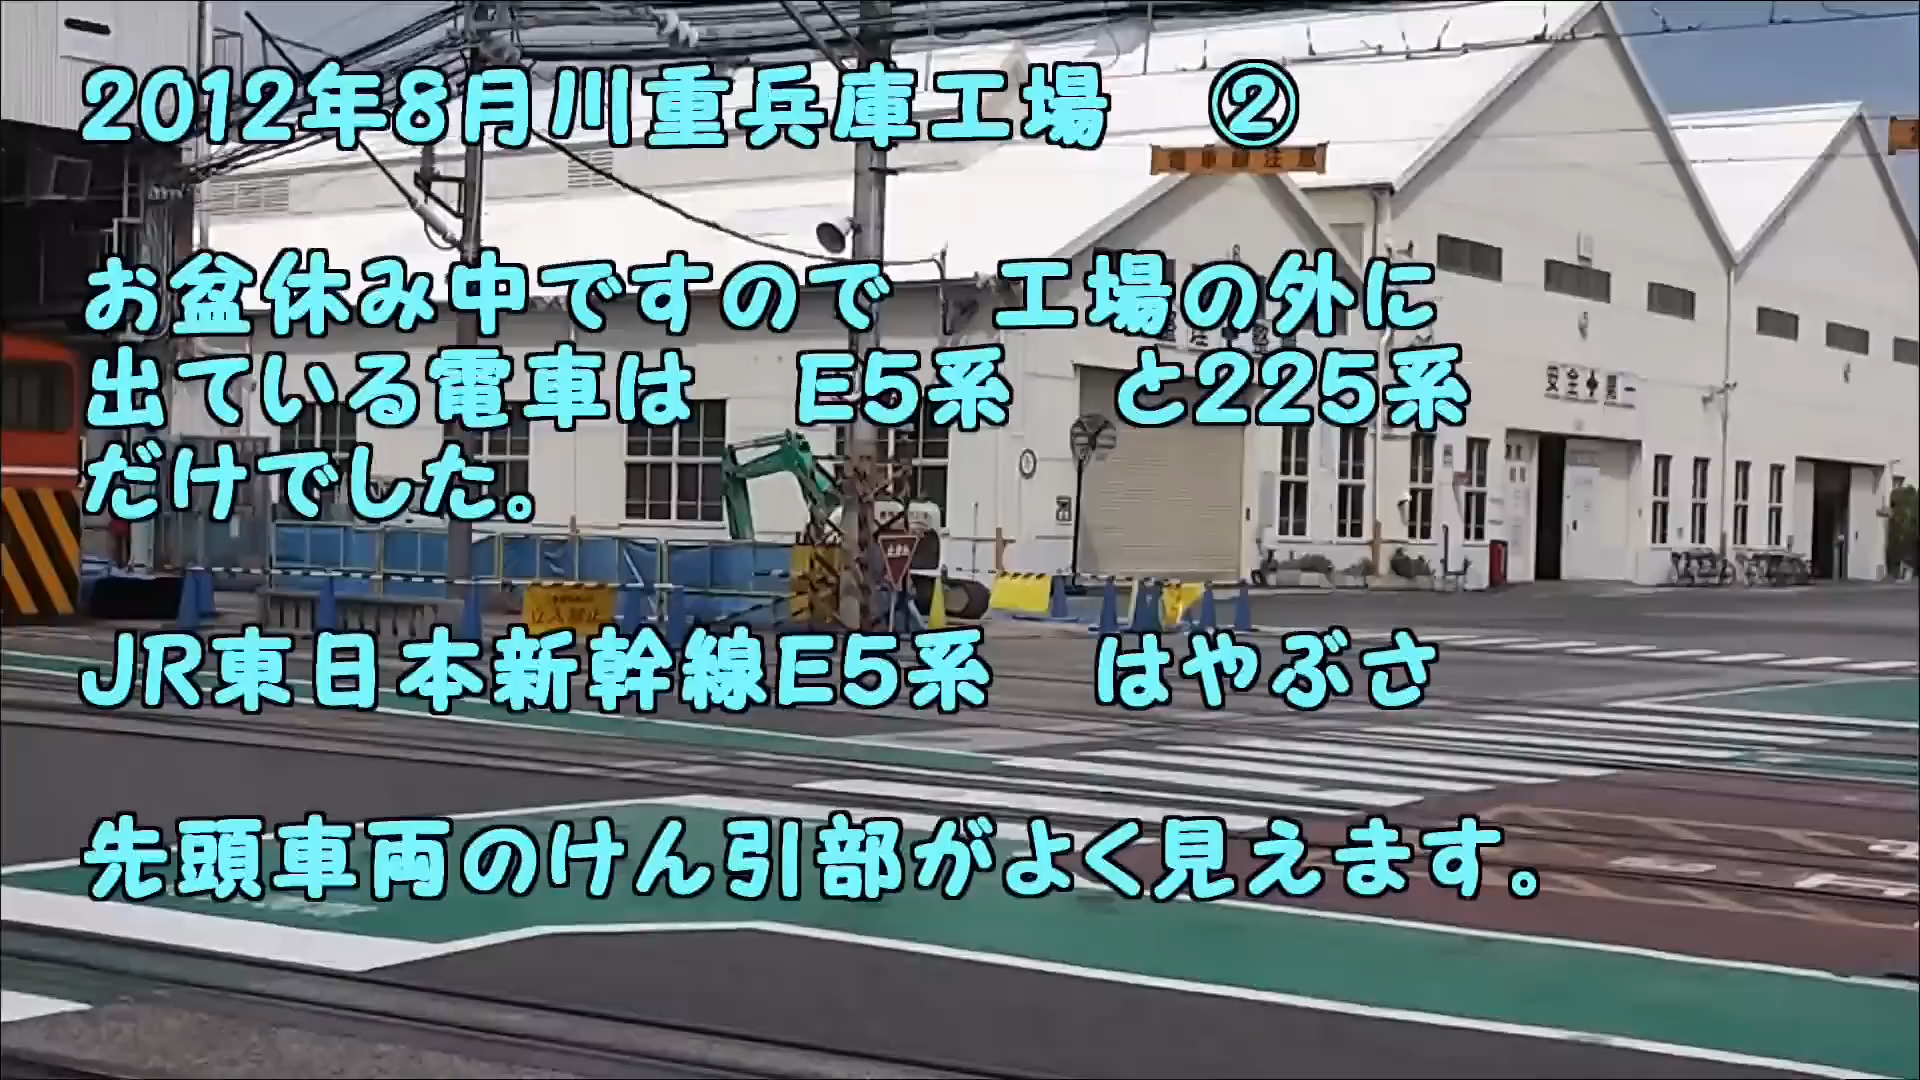 2012年8月川重兵庫工場　②
お盆休み中ですので　工場の外に
出ている電車は　E5系　と225系
だけでした。
JR東日本新幹線E5系　はやぶさ
先頭車両のけん引部がよく見えます。
安全第一
立入禁止